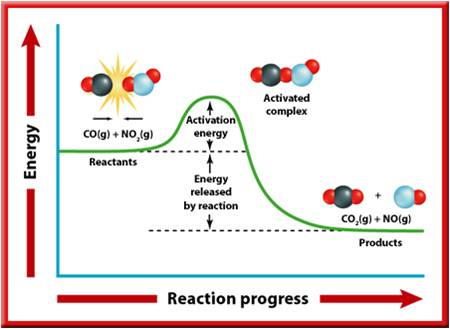 Energy
CO(g) + NO₂(g)
Reactants
Activation
energy
Activated
complex
Energy
released
by reaction
+
CO₂(g) + NO(g)
Products
Reaction progress